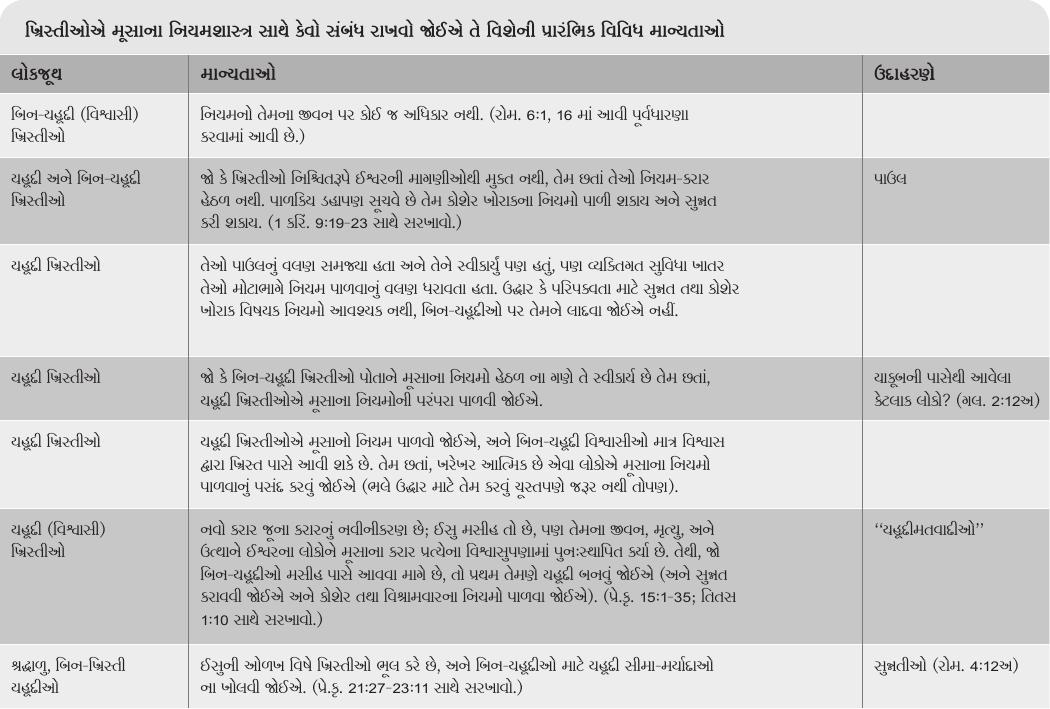 ખ્રિસ્તીઓએ મૂસાના નિયમશાસ્ત્ર સાથે કેવો સંબંધ રાખવો જોઈએ તે વિશેની પ્રારંભિક વિવિધ માન્યતાઓ
લોકજૂથ
માન્યતાઓ
ઉદાહરણે
બિન-યહૂદી (વિશ્વાસી)
ખ્રિસ્તીઓ
નિયમનો તેમના જીવન પર કોઈ જ અધિકાર નથી. (રોમ. 6:1, 16 માં આવી પૂર્વધારણા
કરવામાં આવી છે.)
યહૂદી અને બિન-યહૂદી
ખ્રિસ્તીઓ
જો કે ખ્રિસ્તીઓ નિશ્ચિતરૂપે ઈશ્વરની માગણીઓથી મુક્ત નથી, તેમ છતાં તેઓ નિયમ-કરાર
હેઠળ નથી. પાળકિય ડહાપણ સૂચવે છે તેમ કોશેર ખોરાકના નિયમો પાળી શકાય અને સુન્નત
કરી શકાય. (1 કરિં. 9:19-23 સાથે સરખાવો.)
પાઉલ
યહૂદી ખ્રિસ્તીઓ
તેઓ પાઉલનું વલણ સમજ્યા હતા અને તેને સ્વીકાર્યું પણ હતું, પણ વ્યક્તિગત સુવિધા ખાતર
તેઓ મોટાભાગે નિયમ પાળવાનું વલણ ધરાવતા હતા. ઉદ્ધાર કે પરિપક્વતા માટે સુન્નત તથા કોશેર
ખોરાક વિષયક નિયમો આવશ્યક નથી, બિન-યહૂદીઓ પર તેમને લાદવા જોઈએ નહીં.
યહૂદી ખ્રિસ્તીઓ
જો કે બિન-યહૂદી ખ્રિસ્તીઓ પોતાને મૂસાના નિયમો હેઠળ ના ગણે તે સ્વીકાર્ય છે તેમ છતાં,
યહૂદી ખ્રિસ્તીઓએ મૂસાના નિયમોની પરંપરા પાળવી જોઈએ.
યાકૂબની પાસેથી આવેલા
કેટલાક લોકો? (ગલ. 2:12અ)
યહૂદી ખ્રિસ્તીઓ
યહૂદી ખ્રિસ્તીઓએ મૂસાનો નિયમ પાળવો જોઈએ, અને બિન-યહૂદી વિશ્વાસીઓ માત્ર વિશ્વાસ
દ્વારા ખ્રિસ્ત પાસે આવી શકે છે. તેમ છતાં, ખરેખર આત્મિક છે એવા લોકોએ મૂસાના નિયમો
પાળવાનું પસંદ કરવું જોઈએ (ભલે ઉદ્ધાર માટે તેમ કરવું ચૂસ્તપણે જરૂર નથી તોપણ).
યહૂદી (વિશ્વાસી)
ખ્રિસ્તીઓ
નવો કરાર જૂના કરારનું નવીનીકરણ છે; ઈસુ મસીહ તો છે, પણ તેમના જીવન, મૃત્યુ, અને
ઉત્થાને ઈશ્વરના લોકોને મૂસાના કરાર પ્રત્યેના વિશ્વાસુપણામાં પુનઃસ્થાપિત કર્યા છે. તેથી, જો
બિન-યહૂદીઓ મસીહ પાસે આવવા માગે છે, તો પ્રથમ તેમણે યહૂદી બનવું જોઈએ (અને સુન્નત
કરાવવી જોઈએ અને કોશેર તથા વિશ્રામવારના નિયમો પાળવા જોઈએ). (પ્રે.કૃ. 15:1-35; તિતસ
1:10 સાથે સરખાવો.)
‘‘યહૂદીમતવાદીઓ’’
શ્રદ્ધાળુ, બિન-ખ્રિસ્તી
યહૂદીઓ
ઈસુની ઓળખ વિષે ખ્રિસ્તીઓ ભૂલ કરે છે, અને બિન-યહૂદીઓ માટે યહૂદી સીમા-મર્યાદાઓ
ના ખોલવી જોઈએ. (પ્રે.કૃ. 21:27-23:11 સાથે સરખાવો.)
સુન્નતીઓ (રોમ. 4:12અ)